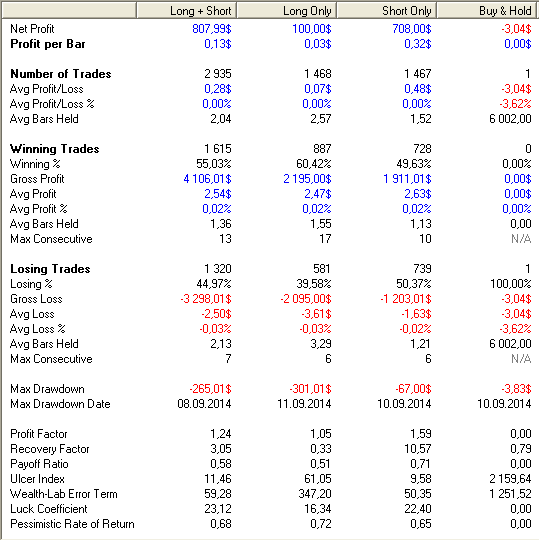 Long + Short Long Only Short Only Buy & Hold
Net Profit 807,99$ 100,00$ 708,00$ -3,04$
Profit per Bar 0,13$ 0,03$ 0,32$ 0,00$
Number of Trades 2 935 1 468 1 467 1
Avg Profit/Loss 0,28$ 0,07$ 0,48$ -3,04$
Avg Profit/Loss % 0,00% 0,00% 0,00% -3,62%
Avg Bars Held 2,04 2,57 1,52 6 002,00
Winning Trades 1 615 887 728 0
Winning % 55,03% 60,42% 49,63% 0,00%
Gross Profit 4 106,01$ 2 195,00$ 1 911,01$ 0,00$
Avg Profit 2,54$ 2,47$ 2,63$ 0,00$
Avg Profit % 0,02% 0,02% 0,02% 0,00%
Avg Bars Held 1,36 1,55 1,13 0,00
Max Consecutive 13 17 10 N/A
Losing Trades 1 320 581 739 1
Losing % 44,97% 39,58% 50,37% 100,00%
Gross Loss -3 298,01$ -2 095,00$ -1 203,01$ -3,04$
Avg Loss -2,50$ -3,61$ -1,63$ -3,04$
Avg Loss % -0,03% -0,03% -0,02% -3,62%
Avg Bars Held 2,13 3,29 1,21 6 002,00
Max Consecutive 7 6 6 N/A
Max Drawdown -265,01$ -301,01$ -67,00$ -3,83$
Max Drawdown Date 08.09.2014 11.09.2014 10.09.2014 10.09.2014
Profit Factor 1,24 1,05 1,59 0,00
Recovery Factor 3,05 0,33 10,57 0,79
Payoff Ratio 0,58 0,51 0,71 0,00
Ulcer Index 11,46 61,05 9,58 2 159,64
Wealth-Lab Error Term 59,28 347,20 50,35 1 251,52
Luck Coefficient 23,12 16,34 22,40 0,00
Pessimistic Rate of Return 0,68 0,72 0,65 0,00